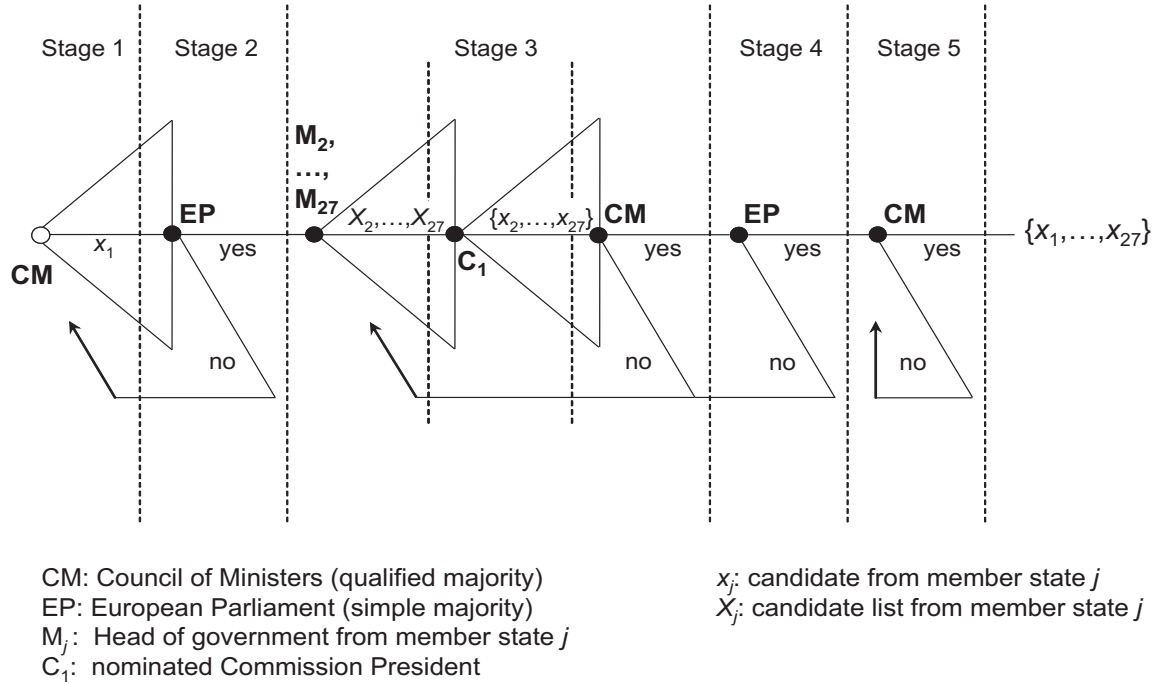 Stage 1 Stage 2 Stage 3 Stage 4 Stage 5
M₂,
…,
M₂₇
EP X₂,…,X₂₇ {x₂,…,x₂₇} CM EP CM
x₁ yes yes yes yes {x₁,…,x₂₇}
CM C₁
no no no no
CM: Council of Ministers (qualified majority) xⱼ: candidate from member state j
EP: European Parliament (simple majority) Xⱼ: candidate list from member state j
Mⱼ: Head of government from member state j
C₁: nominated Commission President